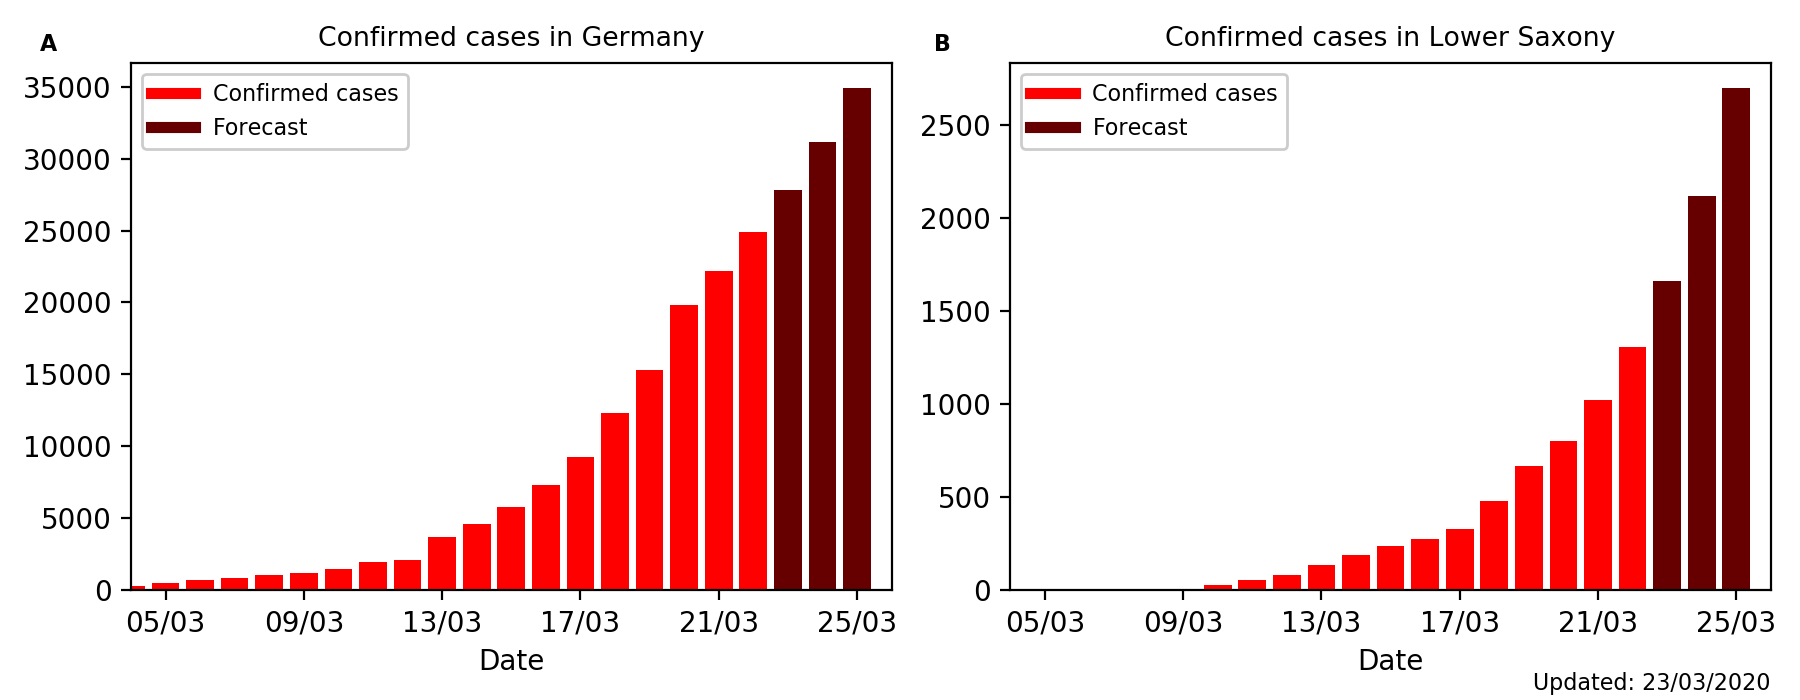 A
Confirmed cases in Germany
35000
30000
25000
20000
15000
10000
5000
0
Confirmed cases
Forecast
05/03 09/03 13/03 17/03 21/03 25/03
Date
B
Confirmed cases in Lower Saxony
2500
2000
1500
1000
500
0
Confirmed cases
Forecast
05/03 09/03 13/03 17/03 21/03 25/03
Date
Updated: 23/03/2020